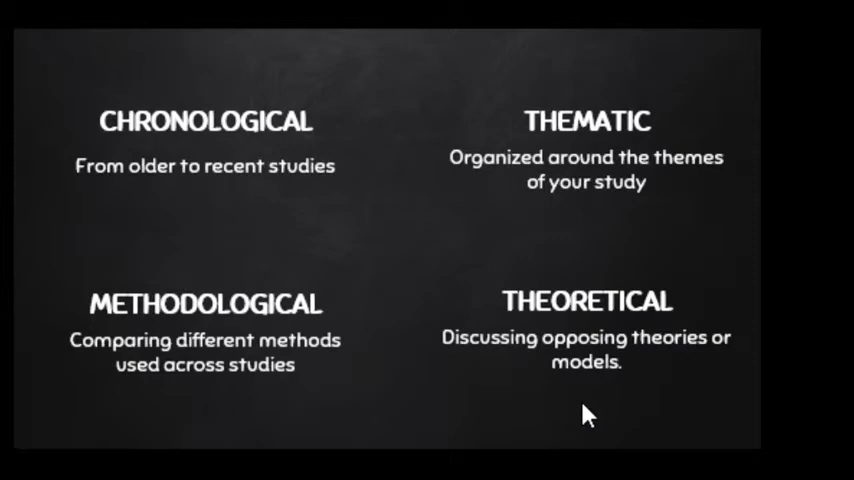 CHRONOLOGICAL
From older to recent studies
THEMATIC
Organized around the themes
of your study
METHODOLOGICAL
Comparing different methods
used across studies
THEORETICAL
Discussing opposing theories or
models.